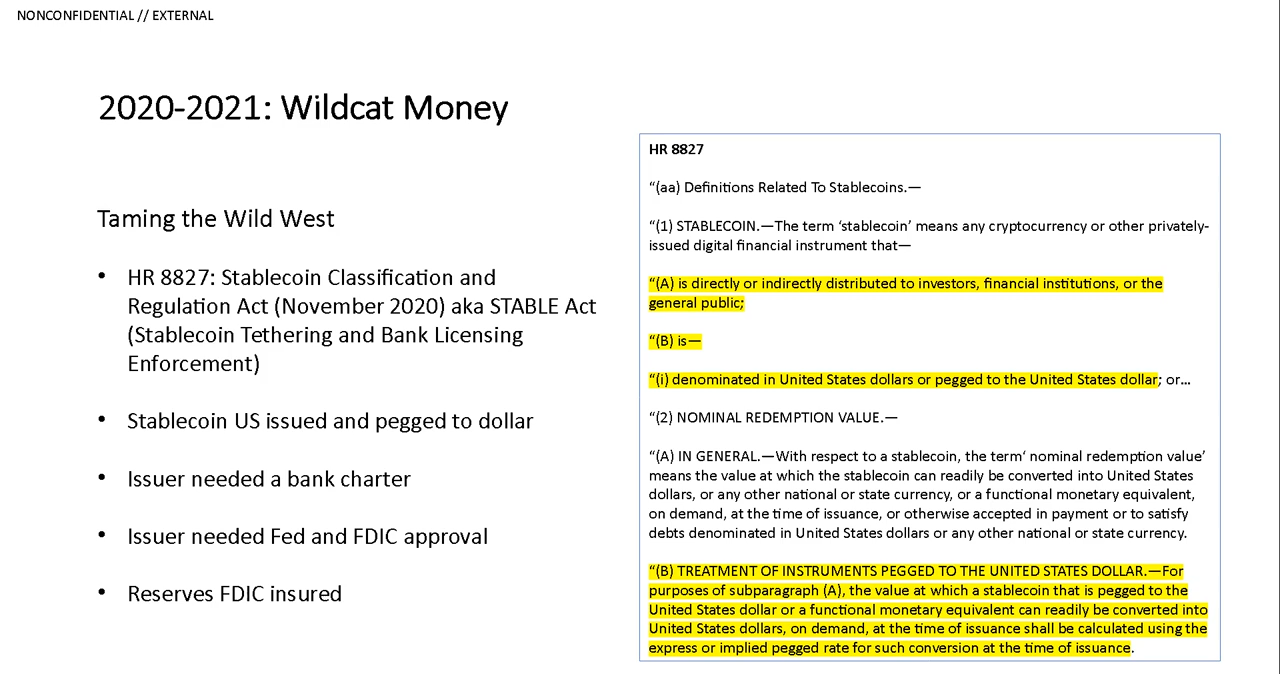 NONCONFIDENTIAL // EXTERNAL
2020-2021: Wildcat Money
Taming the Wild West
• HR 8827: Stablecoin Classification and
Regulation Act (November 2020) aka STABLE Act
(Stablecoin Tethering and Bank Licensing
Enforcement)
• Stablecoin US issued and pegged to dollar
• Issuer needed a bank charter
• Issuer needed Fed and FDIC approval
• Reserves FDIC insured
HR 8827
“(aa) Definitions Related To Stablecoins.—
“(1) STABLECOIN.—The term ‘stablecoin’ means any cryptocurrency or other privately-
issued digital financial instrument that—
“(A) is directly or indirectly distributed to investors, financial institutions, or the
general public;
“(B) is—
“(i) denominated in United States dollars or pegged to the United States dollar; or…
“(2) NOMINAL REDEMPTION VALUE.—
“(A) IN GENERAL.—With respect to a stablecoin, the term‘ nominal redemption value’
means the value at which the stablecoin can readily be converted into United States
dollars, or any other national or state currency, or a functional monetary equivalent,
on demand, at the time of issuance, or otherwise accepted in payment or to satisfy
debts denominated in United States dollars or any other national or state currency.
“(B) TREATMENT OF INSTRUMENTS PEGGED TO THE UNITED STATES DOLLAR.—For
purposes of subparagraph (A), the value at which a stablecoin that is pegged to the
United States dollar or a functional monetary equivalent can readily be converted into
United States dollars, on demand, at the time of issuance shall be calculated using the
express or implied pegged rate for such conversion at the time of issuance.